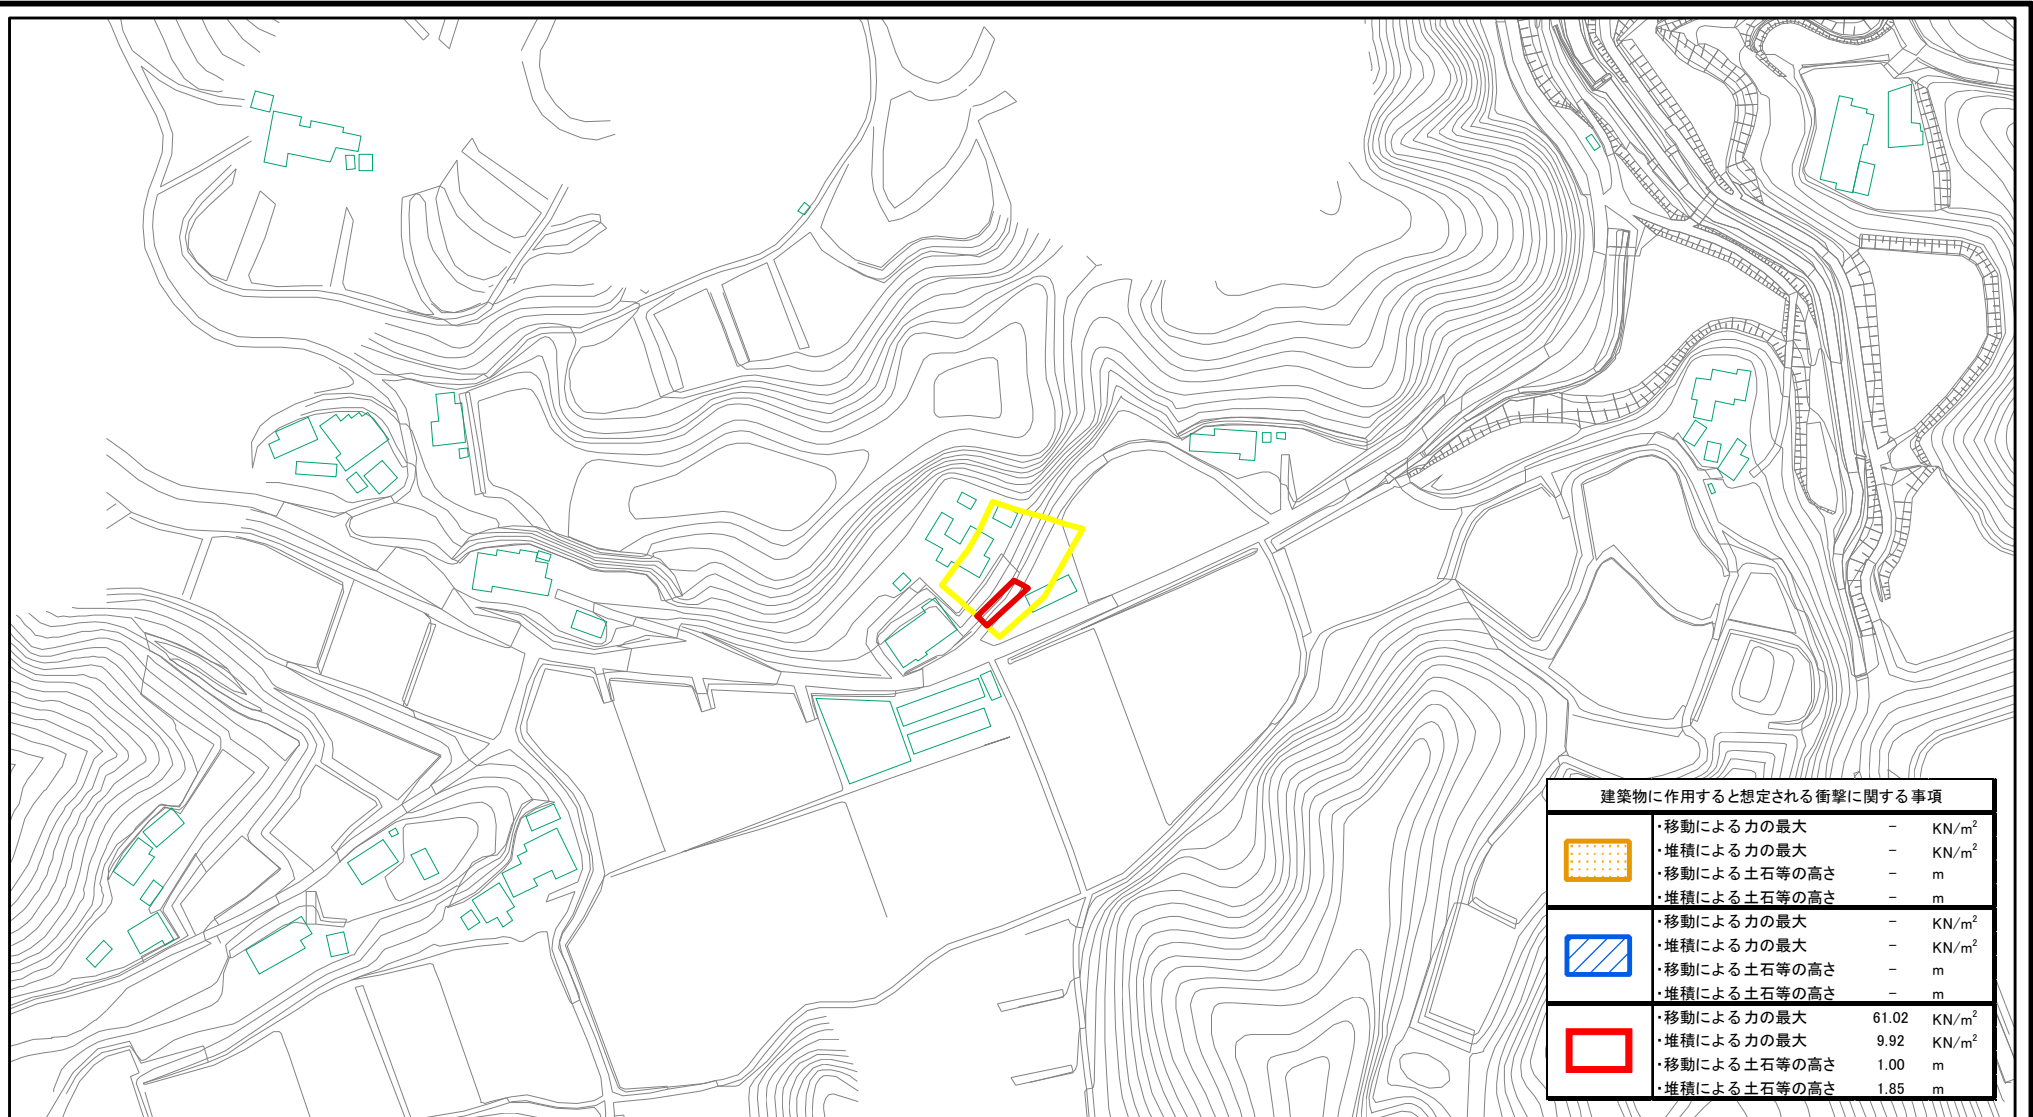 建築物に作用すると想定される衝撃に関する事項
・移動による力の最大 － KN/m²
・堆積による力の最大 － KN/m²
・移動による土石等の高さ － m
・堆積による土石等の高さ － m
・移動による力の最大 － KN/m²
・堆積による力の最大 － KN/m²
・移動による土石等の高さ － m
・堆積による土石等の高さ － m
・移動による力の最大 61.02 KN/m²
・堆積による力の最大 9.92 KN/m²
・移動による土石等の高さ 1.00 m
・堆積による土石等の高さ 1.85 m